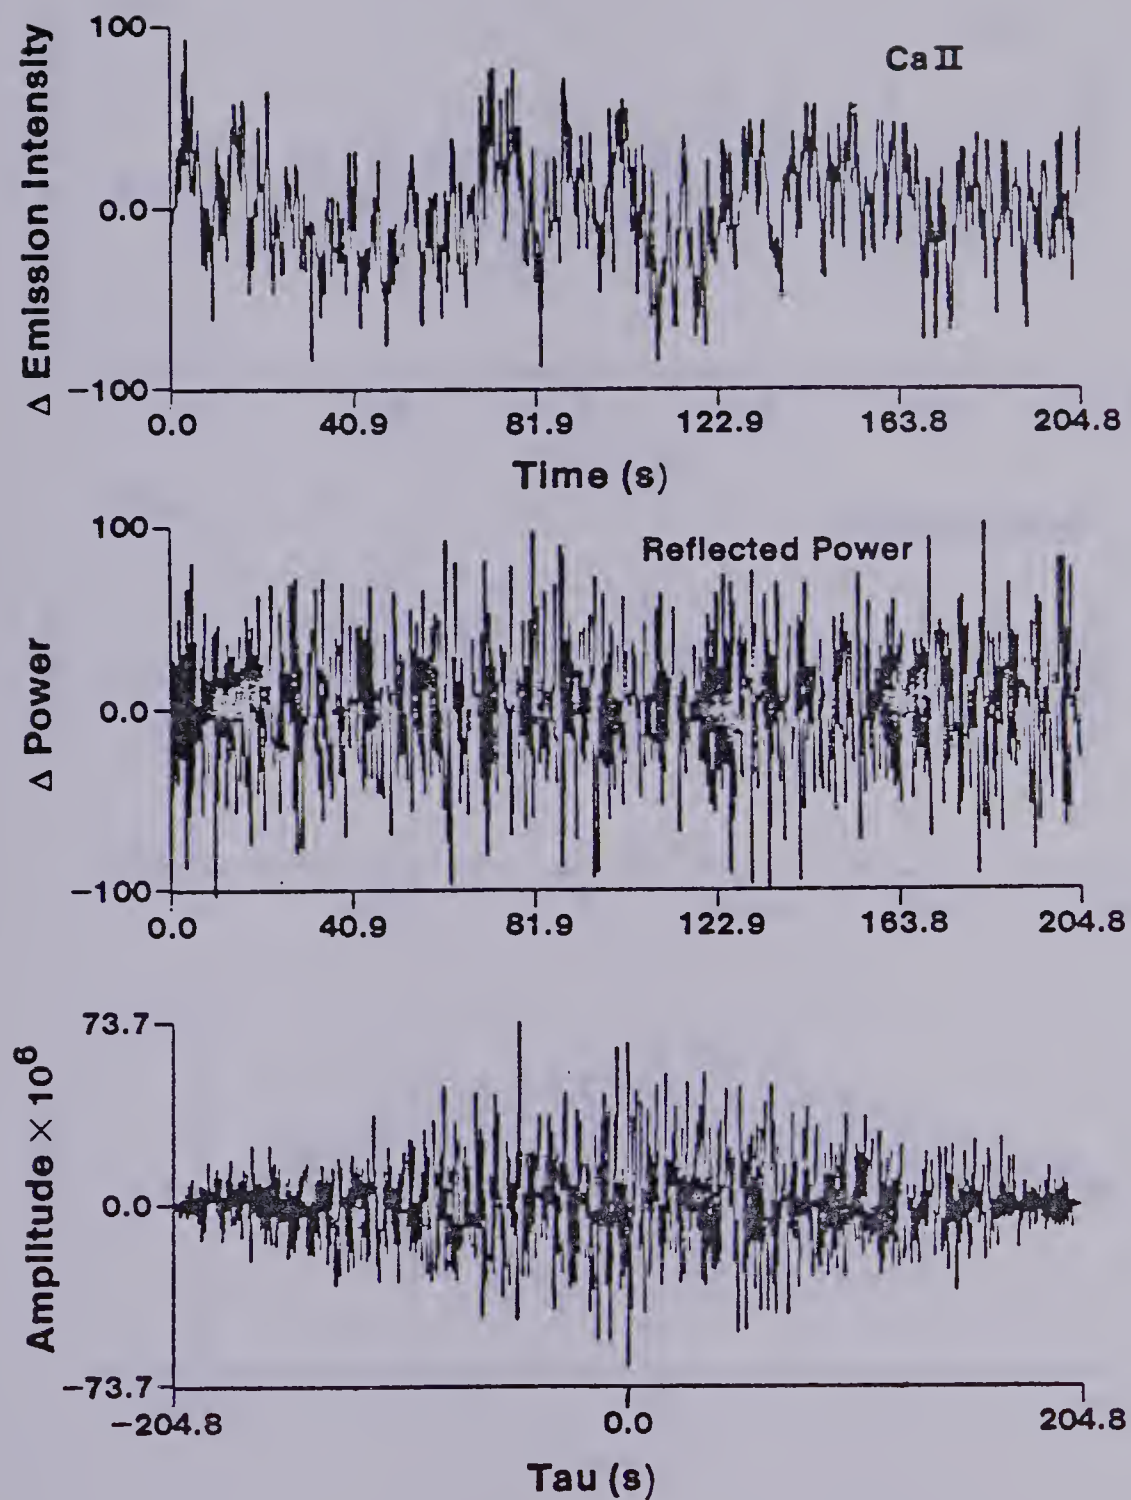 Δ Emission Intensity
100
0.0
−100
Ca II
0.0 40.9 81.9 122.9 163.8 204.8
Time (s)
Δ Power
100
0.0
−100
Reflected Power
0.0 40.9 81.9 122.9 163.8 204.8
Amplitude × 10⁶
73.7
0.0
−73.7
−204.8 0.0 204.8
Tau (s)